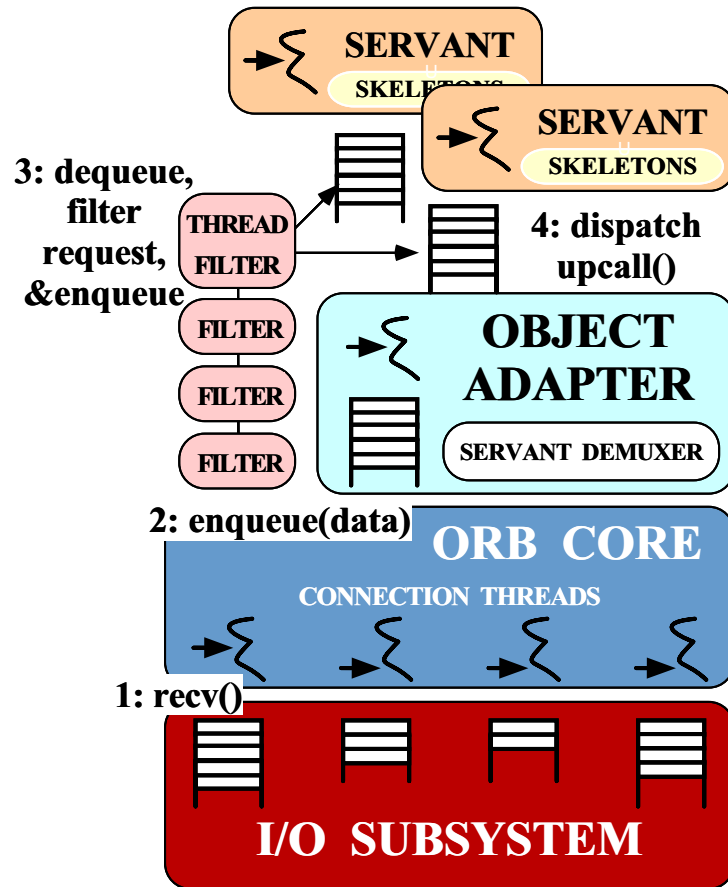 SERVANT
SKELETONS
SERVANT
SKELETONS
3: dequeue,
filter
request,
&enqueue
THREAD
FILTER
FILTER
FILTER
FILTER
4: dispatch
upcall()
OBJECT
ADAPTER
SERVANT DEMUXER
2: enqueue(data)
ORB CORE
CONNECTION THREADS
1: recv()
I/O SUBSYSTEM